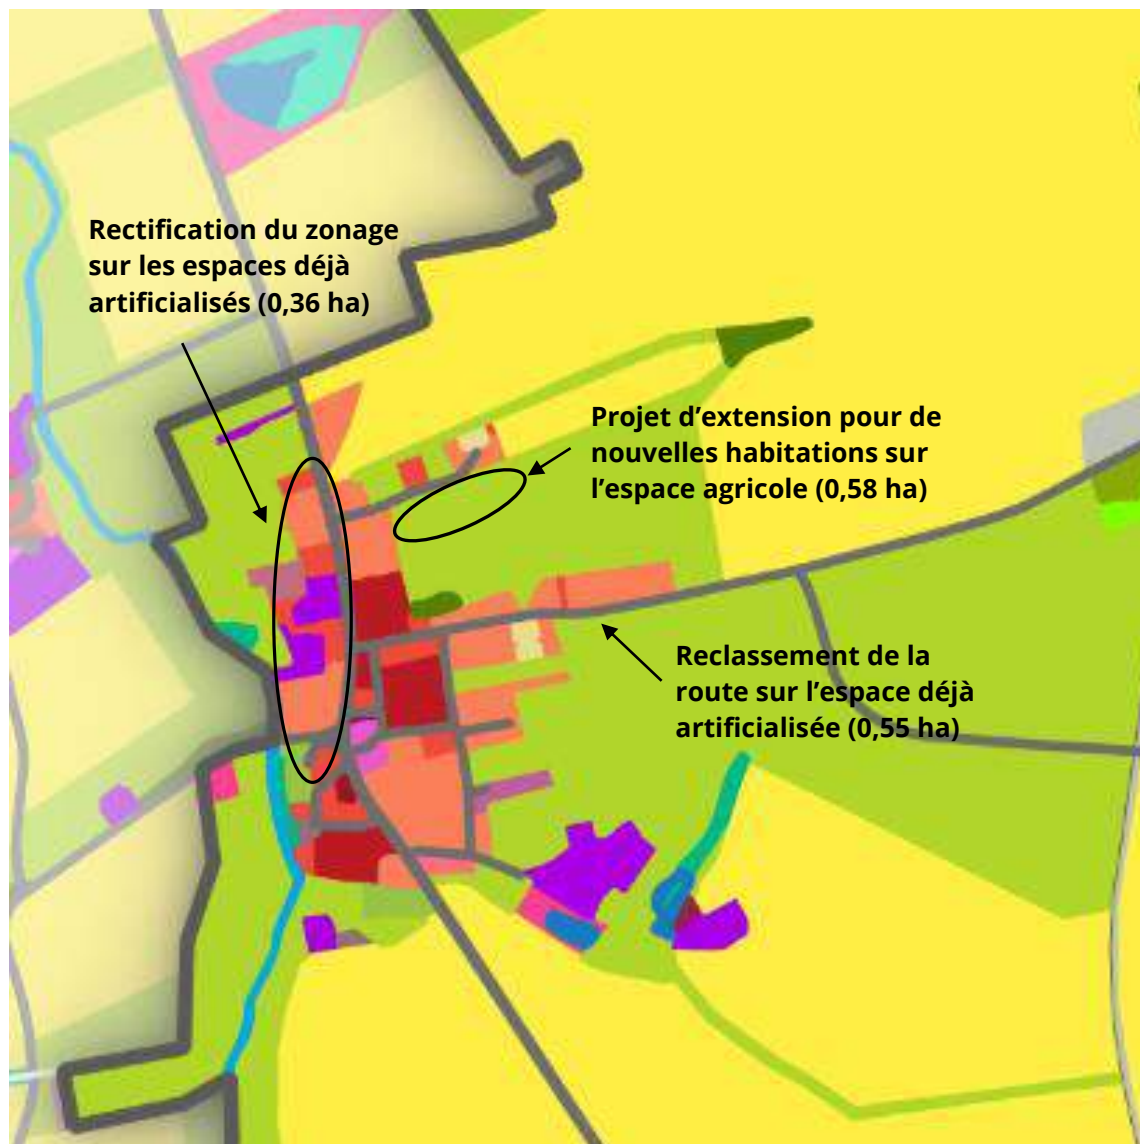 Rectification du zonage
sur les espaces déjà
artificialisés (0,36 ha)
Projet d’extension pour de
nouvelles habitations sur
l’espace agricole (0,58 ha)
Reclassement de la
route sur l’espace déjà
artificialisée (0,55 ha)